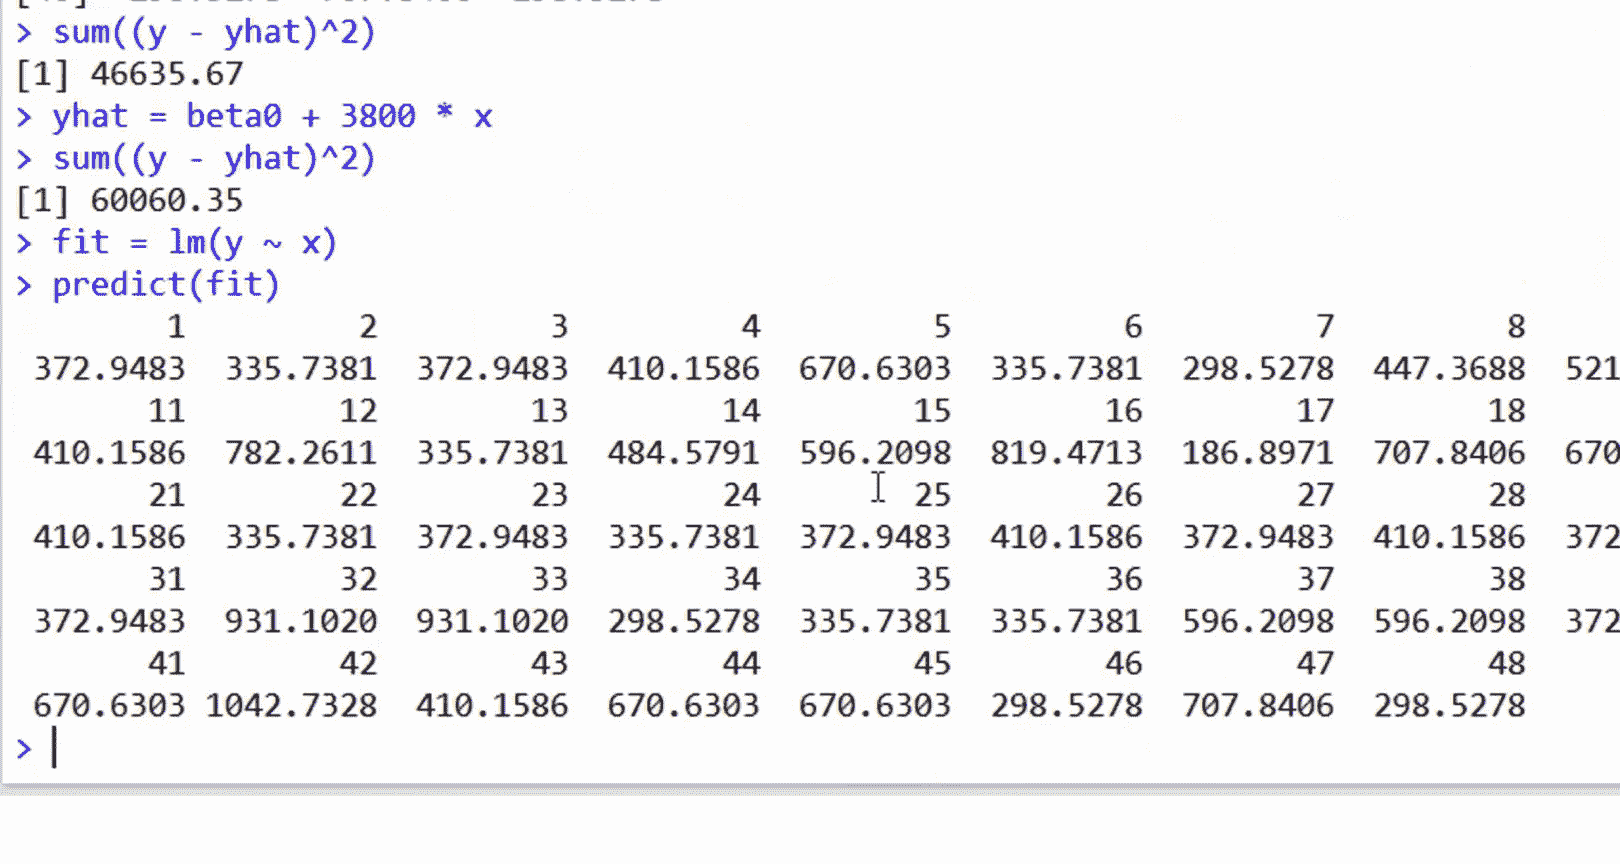 > sum((y - yhat)^2)
[1] 46635.67
> yhat = beta0 + 3800 * x
> sum((y - yhat)^2)
[1] 60060.35
> fit = lm(y ~ x)
> predict(fit)
1 2 3 4 5 6 7 8
372.9483 335.7381 372.9483 410.1586 670.6303 335.7381 298.5278 447.3688 521
11 12 13 14 15 16 17 18
410.1586 782.2611 335.7381 484.5791 596.2098 819.4713 186.8971 707.8406 670
21 22 23 24 25 26 27 28
410.1586 335.7381 372.9483 335.7381 372.9483 410.1586 372.9483 410.1586 372
31 32 33 34 35 36 37 38
372.9483 931.1020 931.1020 298.5278 335.7381 335.7381 596.2098 596.2098 372
41 42 43 44 45 46 47 48
670.6303 1042.7328 410.1586 670.6303 670.6303 298.5278 707.8406 298.5278
>